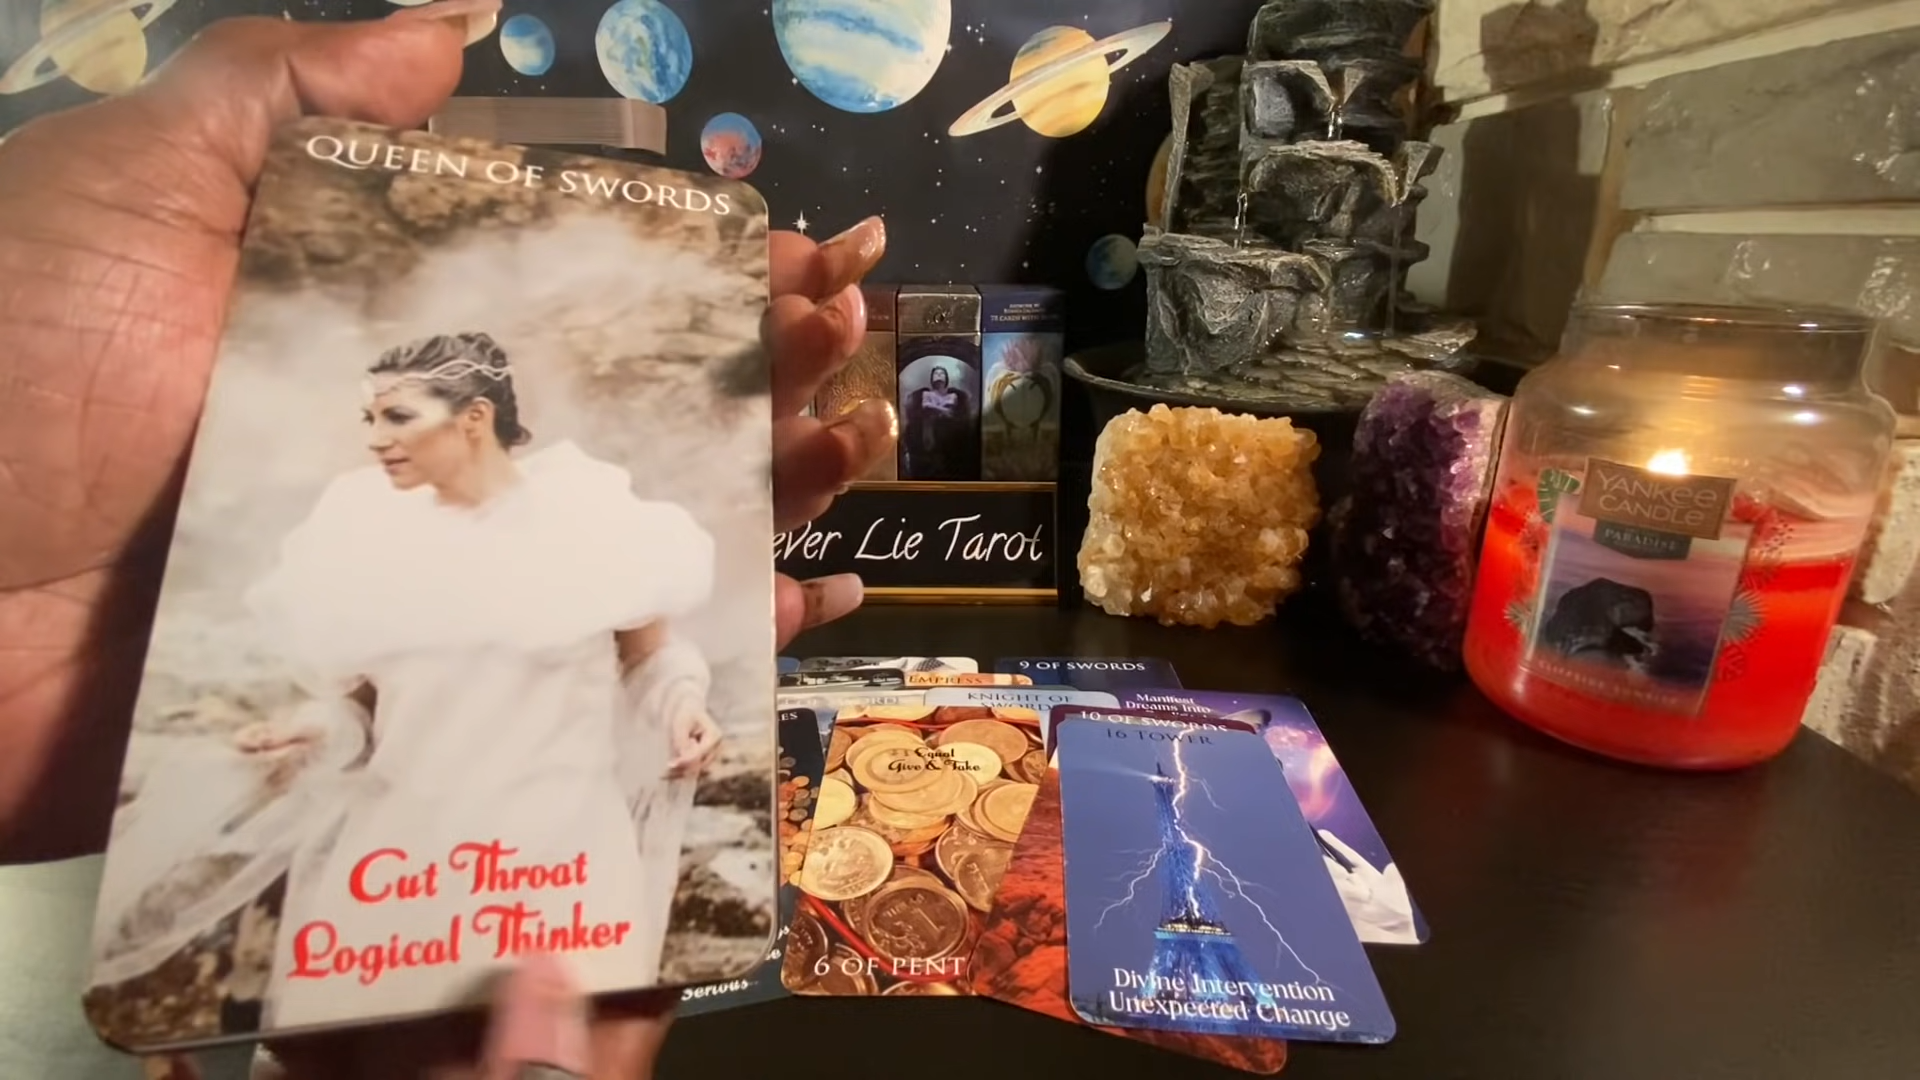 QUEEN OF SWORDS
Cut Throat
Logical Thinker
ever Lie Tarot
YANKEE
CANDLE
PARADISE
9 OF SWORDS
EMPRESS
KNIGHT OF
SWORDS
Manifest
Dreams Into
10 OF SWORDS
16 TOWER
Equal
Give & Take
6 OF PENT
Serious
Divine Intervention
Unexpected Change